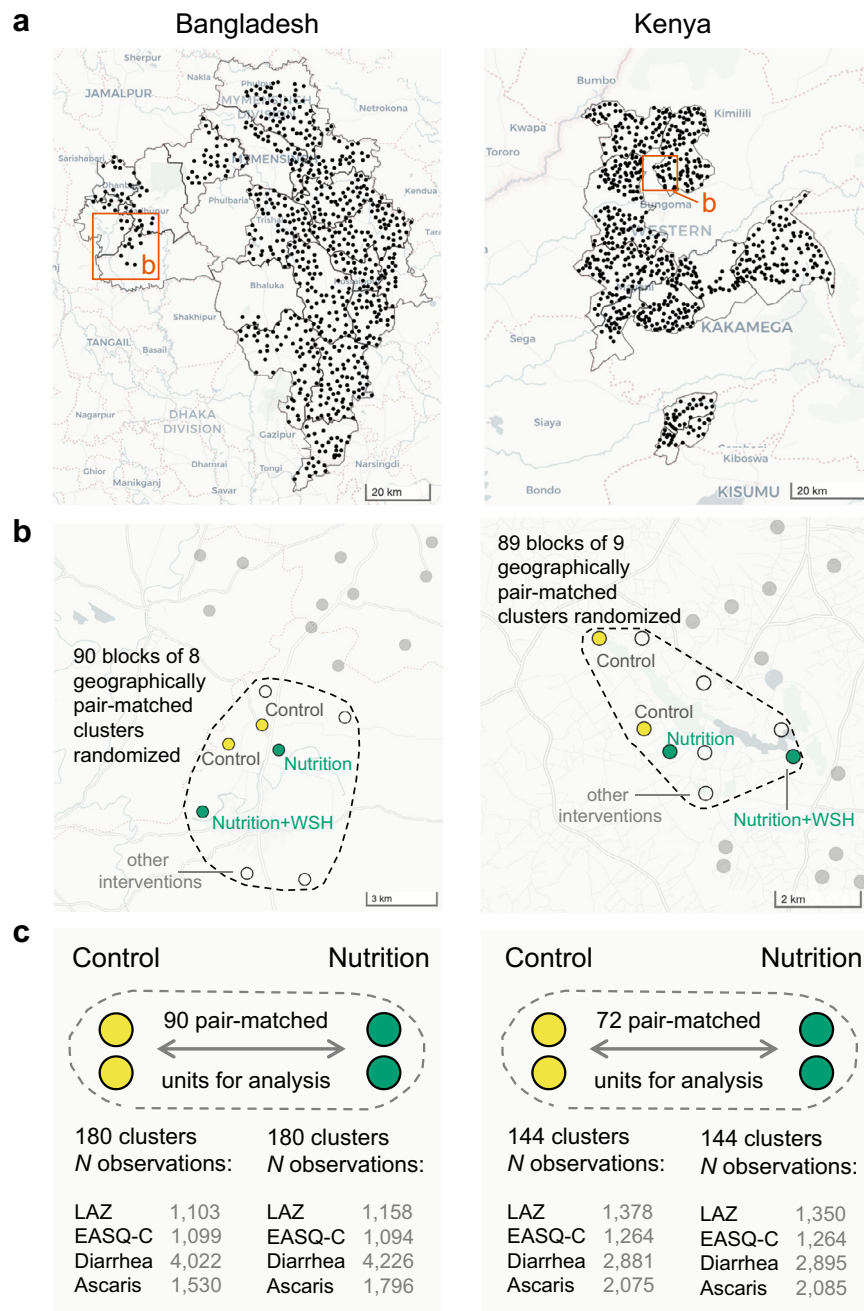 a
Bangladesh
Kenya
Sherpur
Nakla
Phulpur
JAMALPUR
MYMENSINGH
DIVISION
Netrokona
Sarishabari
MYMENSINGH
Dhanbari
Kendua
Phulbaria
Trishal
Tara
b
Bhaluka
Shakhipur
TANGAIL
Basail
Nagarpur
DHAKA
DIVISION
Gazipur
Ghior
Dhamrai
Tongi
Narsingdi
Manikganj
Savar
20 km
Bumbo
Kimilili
Kwapa
Tororo
b
Bungoma
WESTERN
KAKAMEGA
Sega
Siaya
Kiboswa
Bondo
KISUMU
20 km
b
90 blocks of 8
geographically
pair-matched
clusters
randomized
Control
Control
Nutrition
Nutrition+WSH
other
interventions
3 km
89 blocks of 9
geographically
pair-matched
clusters randomized
Control
Control
Nutrition
other
interventions
Nutrition+WSH
2 km
c
Control Nutrition
90 pair-matched
units for analysis
180 clusters
N observations:
LAZ 1,103
EASQ-C 1,099
Diarrhea 4,022
Ascaris 1,530
180 clusters
N observations:
LAZ 1,158
EASQ-C 1,094
Diarrhea 4,226
Ascaris 1,796
Control Nutrition
72 pair-matched
units for analysis
144 clusters
N observations:
LAZ 1,378
EASQ-C 1,264
Diarrhea 2,881
Ascaris 2,075
144 clusters
N observations:
LAZ 1,350
EASQ-C 1,264
Diarrhea 2,895
Ascaris 2,085